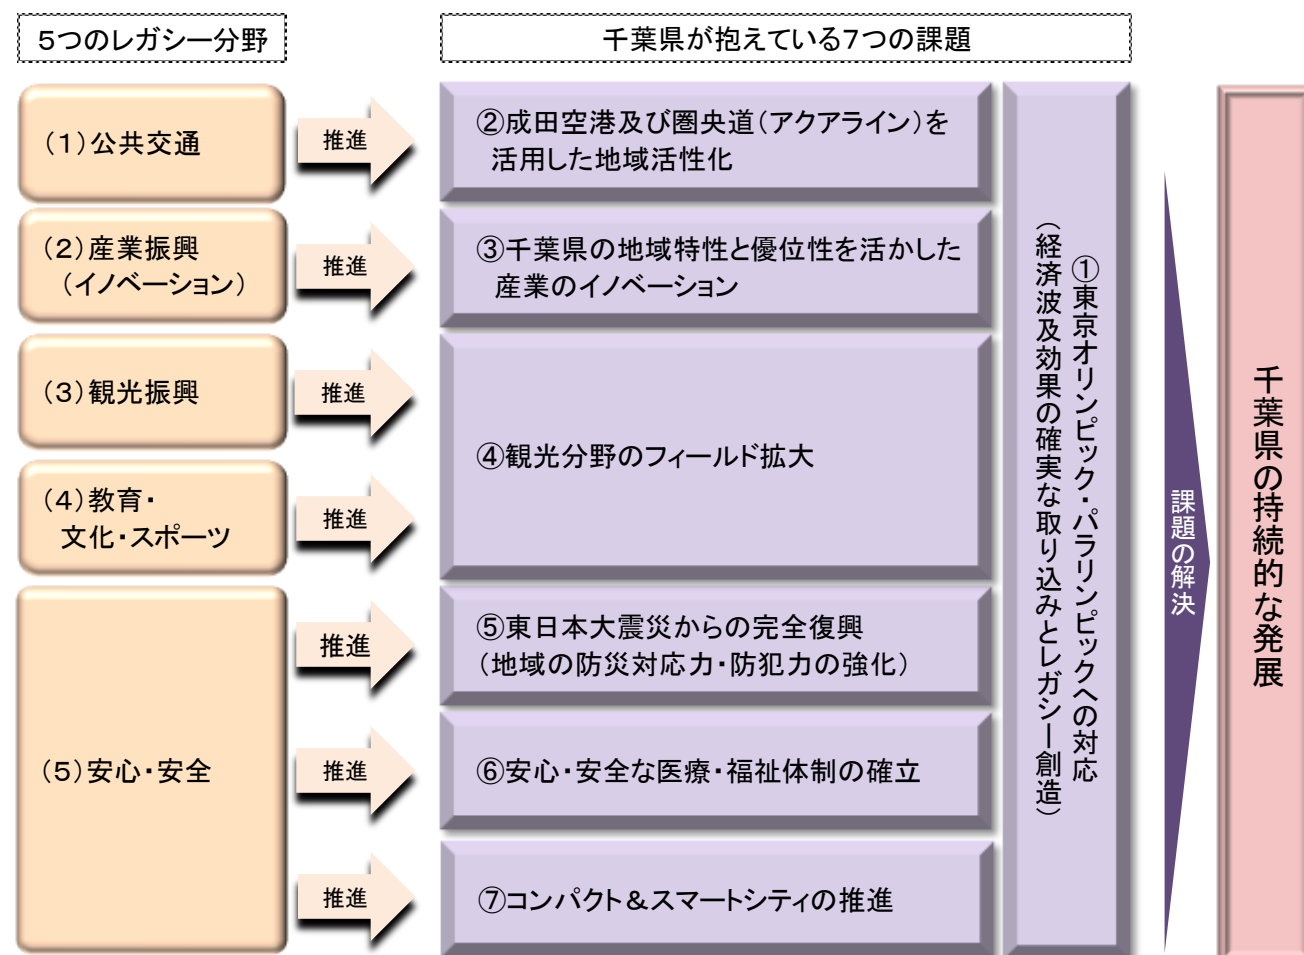 5つのレガシー分野
千葉県が抱えている7つの課題
(1)公共交通
推進
②成田空港及び圏央道(アクアライン)を
活用した地域活性化
(2)産業振興
(イノベーション)
推進
③千葉県の地域特性と優位性を活かした
産業のイノベーション
(3)観光振興
推進
④観光分野のフィールド拡大
(4)教育・
文化・スポーツ
推進
(5)安心・安全
推進
⑤東日本大震災からの完全復興
(地域の防災対応力・防犯力の強化)
推進
⑥安心・安全な医療・福祉体制の確立
推進
⑦コンパクト&スマートシティの推進
①東京オリンピック・パラリンピックへの対応
(経済波及効果の確実な取り込みとレガシー創造)
課題の解決
千葉県の持続的な発展